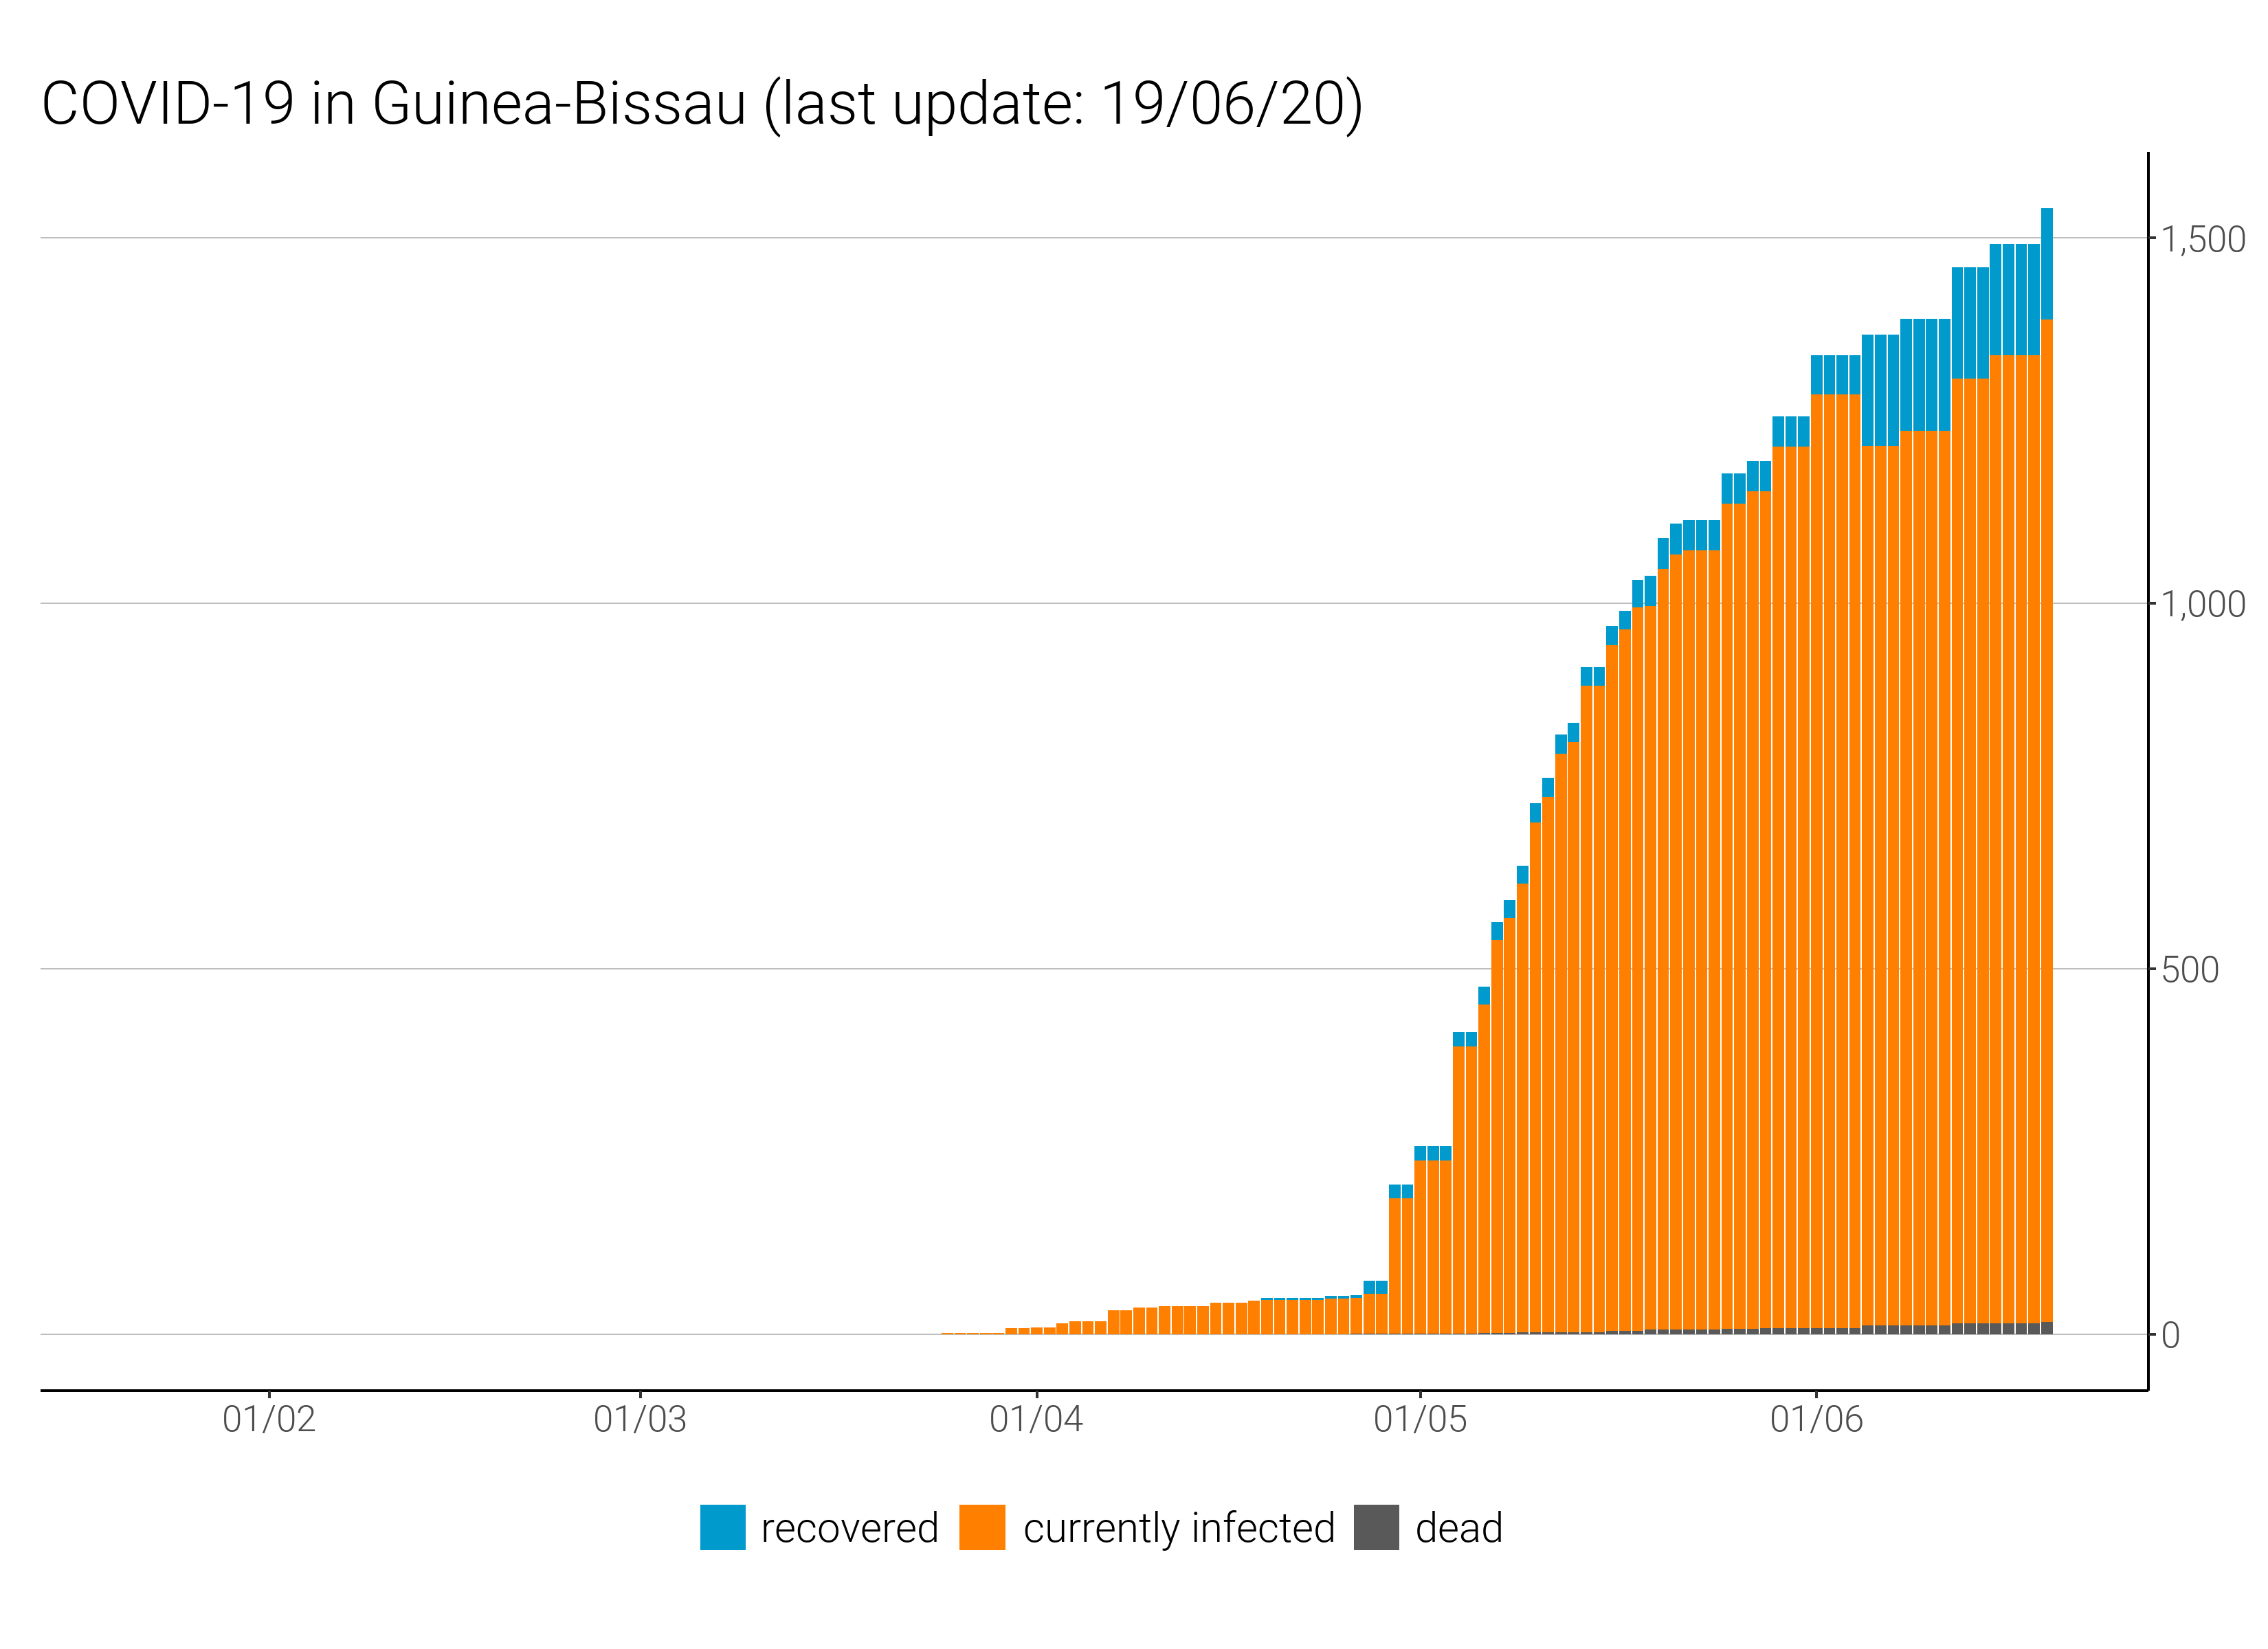 COVID-19 in Guinea-Bissau (last update: 19/06/20)
1,500
1,000
500
0
01/02 01/03 01/04 01/05 01/06
recovered currently infected dead